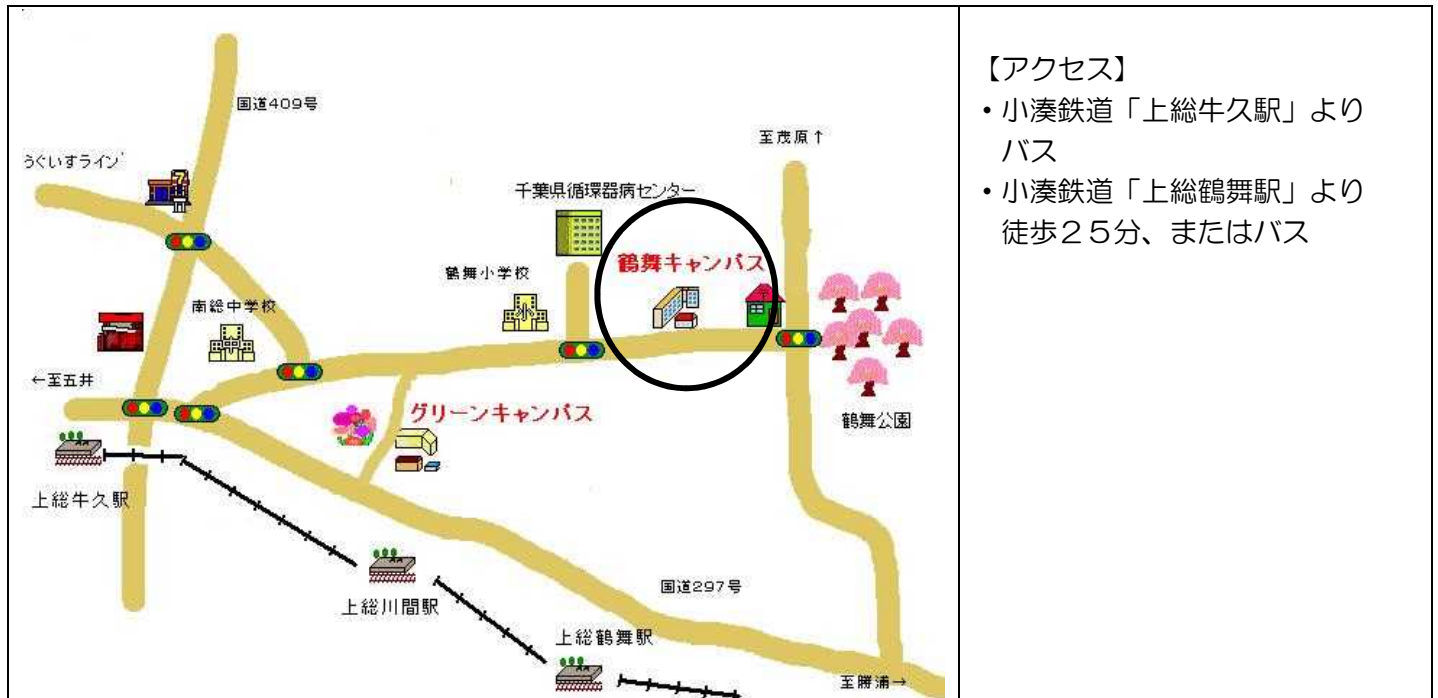 国道409号
至茂原↑
うぐいすライン
千葉県循環器病センター
鶴舞キャンパス
鶴舞小学校
南総中学校
←至五井
グリーンキャンパス
鶴舞公園
上総牛久駅
国道297号
上総川間駅
上総鶴舞駅
至勝浦→
【アクセス】
・小湊鉄道「上総牛久駅」より
バス
・小湊鉄道「上総鶴舞駅」より
徒歩25分、またはバス
7